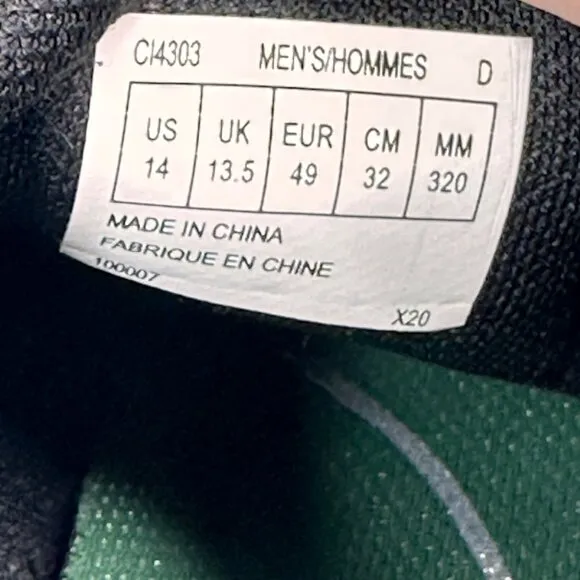 CI4303 MEN'S/HOMMES D
US UK EUR CM MM
14 13.5 49 32 320
MADE IN CHINA
FABRIQUE EN CHINE
100007
X20